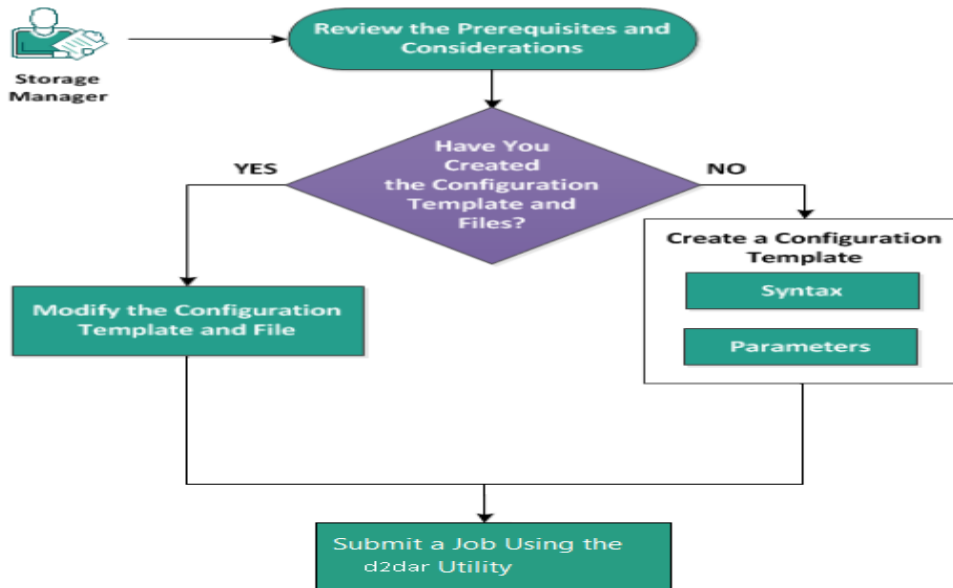 Storage
Manager
Review the Prerequisites and
Considerations
Have You
Created
the Configuration
Template and
Files?
YES
NO
Modify the Configuration
Template and File
Create a Configuration
Template
Syntax
Parameters
Submit a Job Using the
d2dar Utility